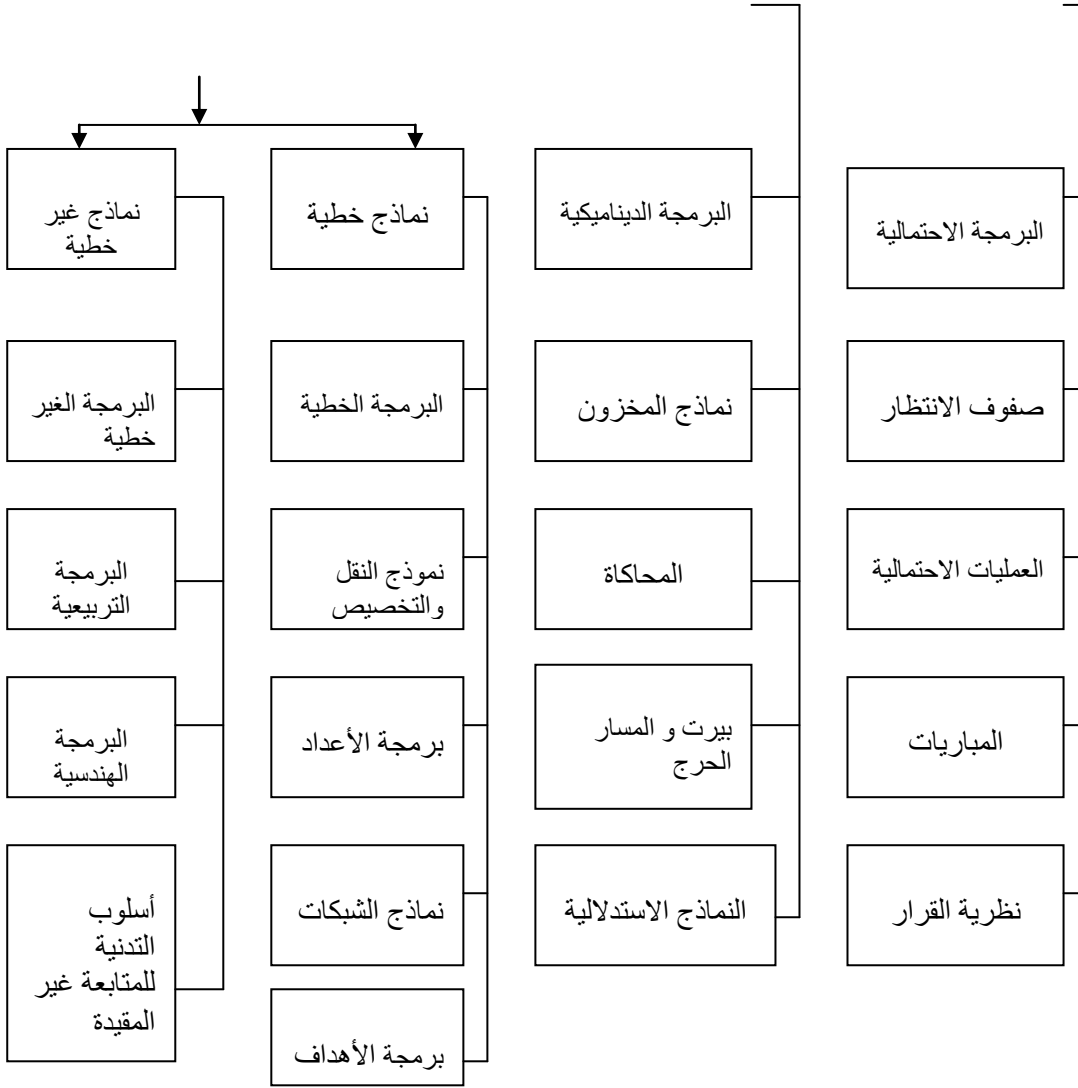 البرمجة الاحتمالية
صفوف الانتظار
العمليات الاحتمالية
المباريات
نظرية القرار
البرمجة الديناميكية
نماذج المخزون
المحاكاة
بيرت و المسار
الحرج
النماذج الاستدلالية
نماذج خطية
البرمجة الخطية
نموذج النقل
والتخصيص
برمجة الأعداد
نماذج الشبكات
برمجة الأهداف
نماذج غير
خطية
البرمجة الغير
خطية
البرمجة
التربيعية
البرمجة
الهندسية
أسلوب
التدنية
للمتابعة غير
المقيدة